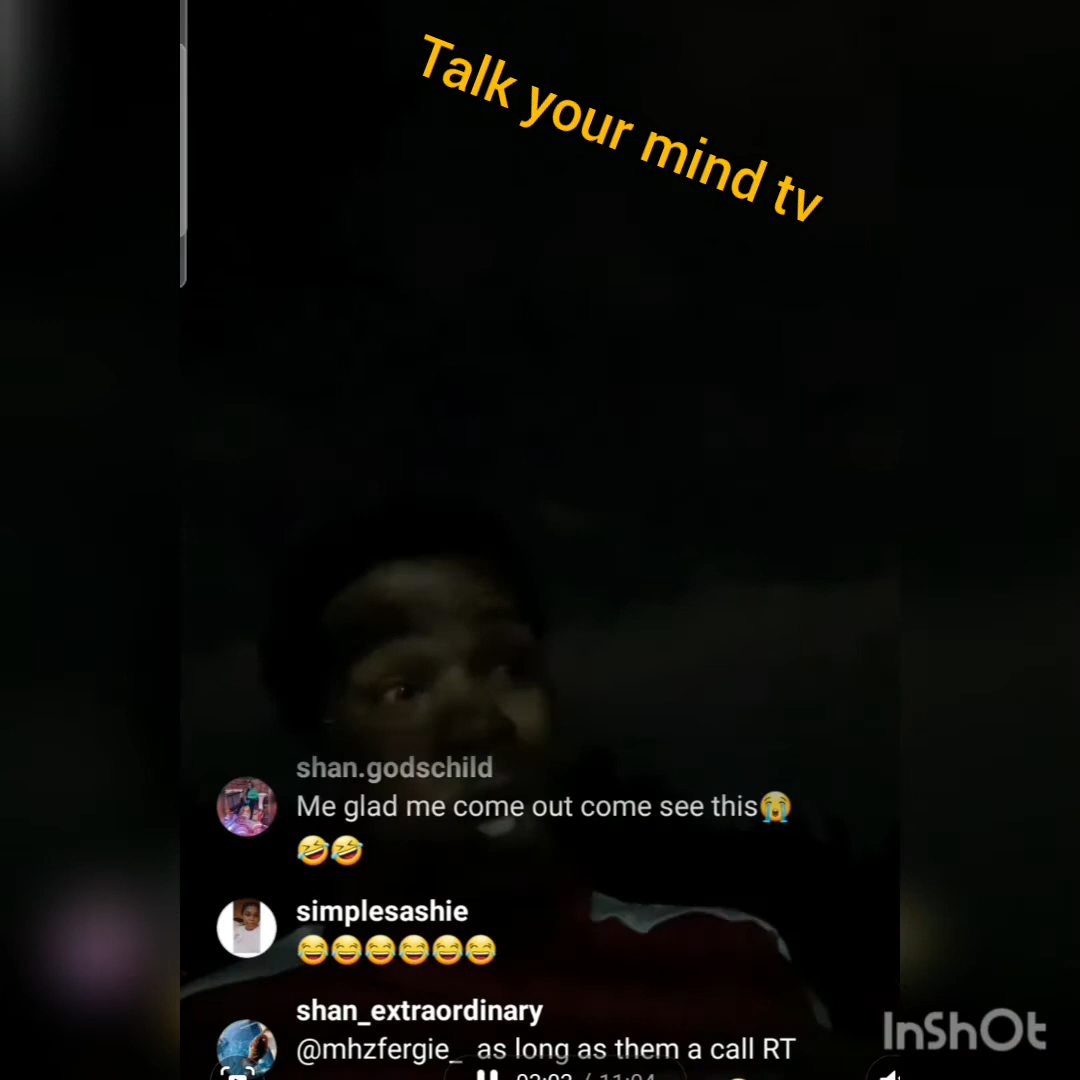 Talk your mind tv
shan.godschild
Me glad me come out come see this😭
🤣🤣
simplesashie
😂😂😂😂😂😂
shan_extraordinary
@mhzfergie_ as long as them a call RT
InShOt